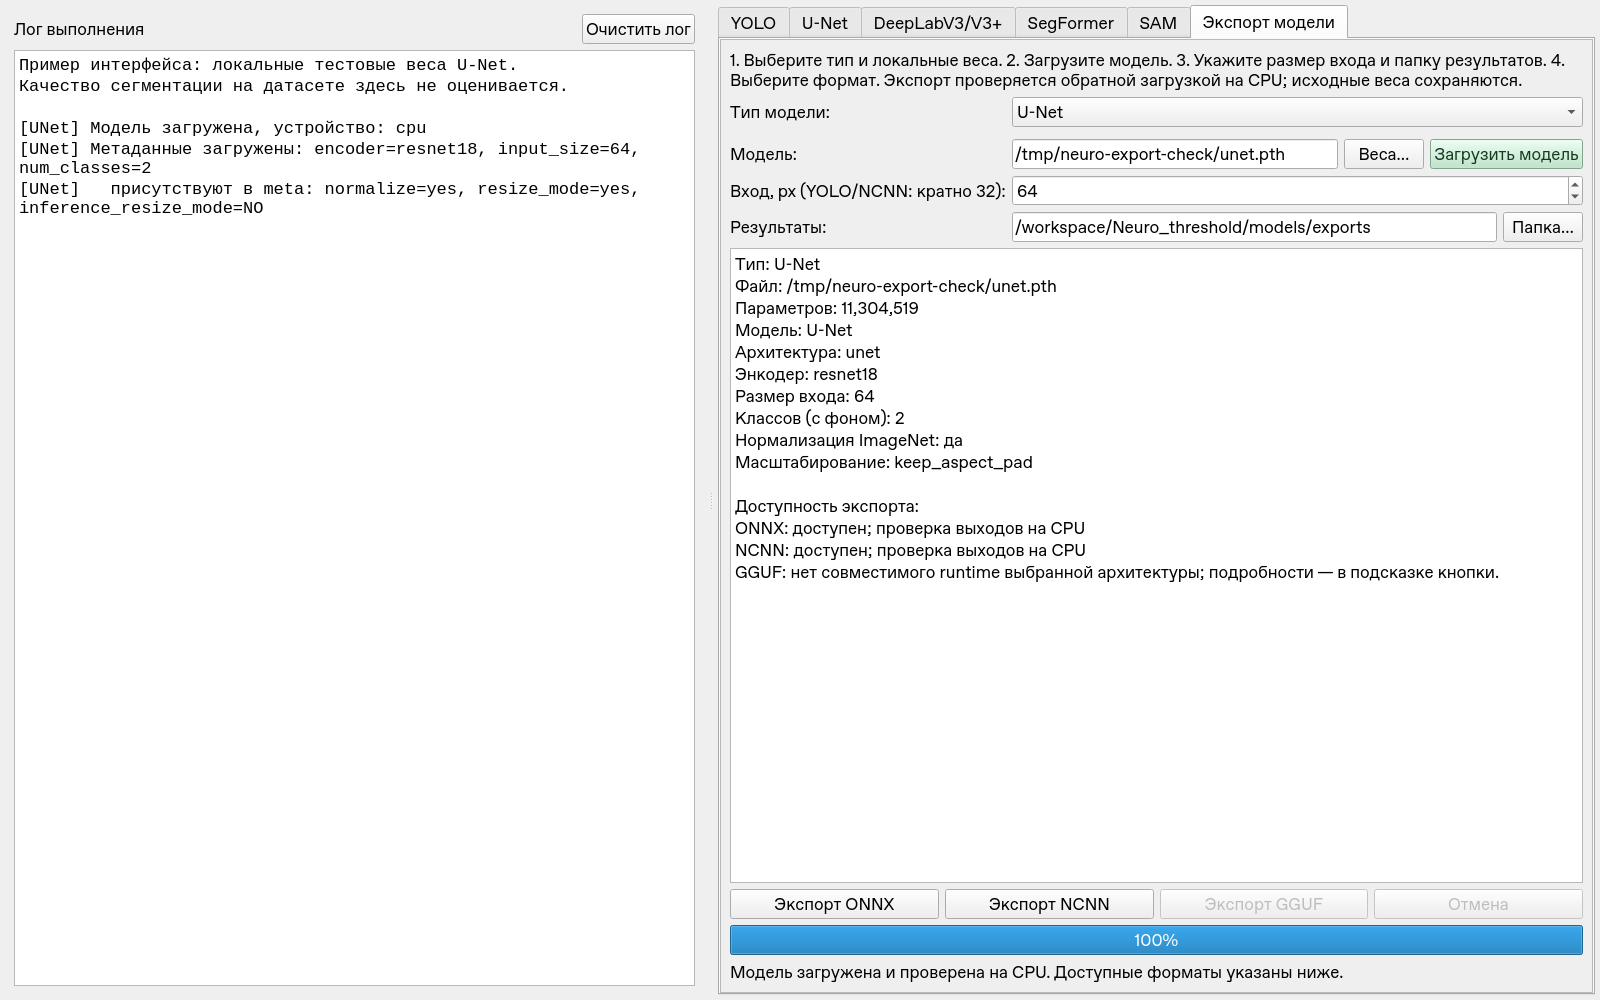 Лог выполнения
Очистить лог
Пример интерфейса: локальные тестовые веса U-Net.
Качество сегментации на датасете здесь не оценивается.
[UNet] Модель загружена, устройство: cpu
[UNet] Метаданные загружены: encoder=resnet18, input_size=64,
num_classes=2
[UNet]   присутствуют в meta: normalize=yes, resize_mode=yes,
inference_resize_mode=NO
YOLO
U-Net
DeepLabV3/V3+
SegFormer
SAM
Экспорт модели
1. Выберите тип и локальные веса. 2. Загрузите модель. 3. Укажите размер входа и папку результатов. 4.
Выберите формат. Экспорт проверяется обратной загрузкой на CPU; исходные веса сохраняются.
Тип модели:
U-Net
Модель:
/tmp/neuro-export-check/unet.pth
Веса...
Загрузить модель
Вход, px (YOLO/NCNN: кратно 32):
64
Результаты:
/workspace/Neuro_threshold/models/exports
Папка...
Тип: U-Net
Файл: /tmp/neuro-export-check/unet.pth
Параметров: 11,304,519
Модель: U-Net
Архитектура: unet
Энкодер: resnet18
Размер входа: 64
Классов (с фоном): 2
Нормализация ImageNet: да
Масштабирование: keep_aspect_pad
Доступность экспорта:
ONNX: доступен; проверка выходов на CPU
NCNN: доступен; проверка выходов на CPU
GGUF: нет совместимого runtime выбранной архитектуры; подробности — в подсказке кнопки.
Экспорт ONNX
Экспорт NCNN
Экспорт GGUF
Отмена
100%
Модель загружена и проверена на CPU. Доступные форматы указаны ниже.